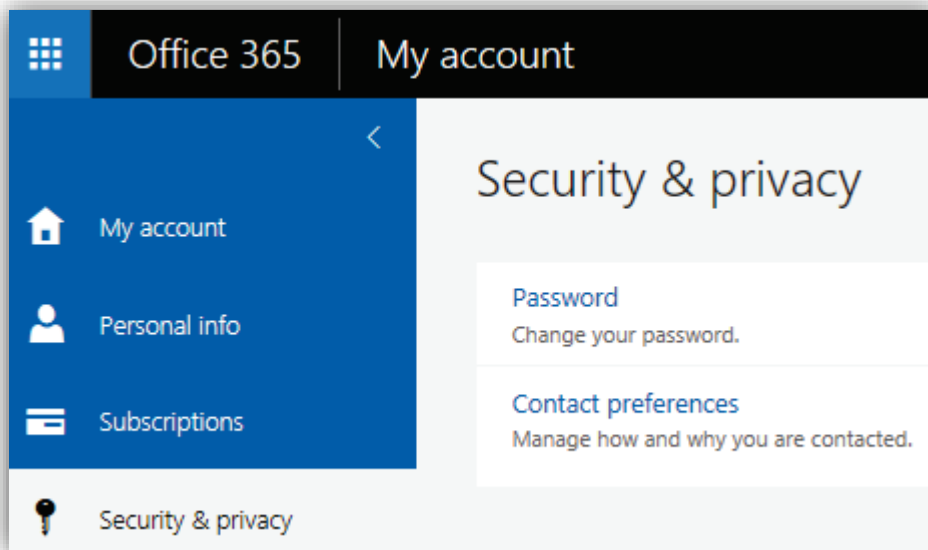 Office 365
My account
Security & privacy
My account
Personal info
Subscriptions
Security & privacy
Password
Change your password.
Contact preferences
Manage how and why you are contacted.